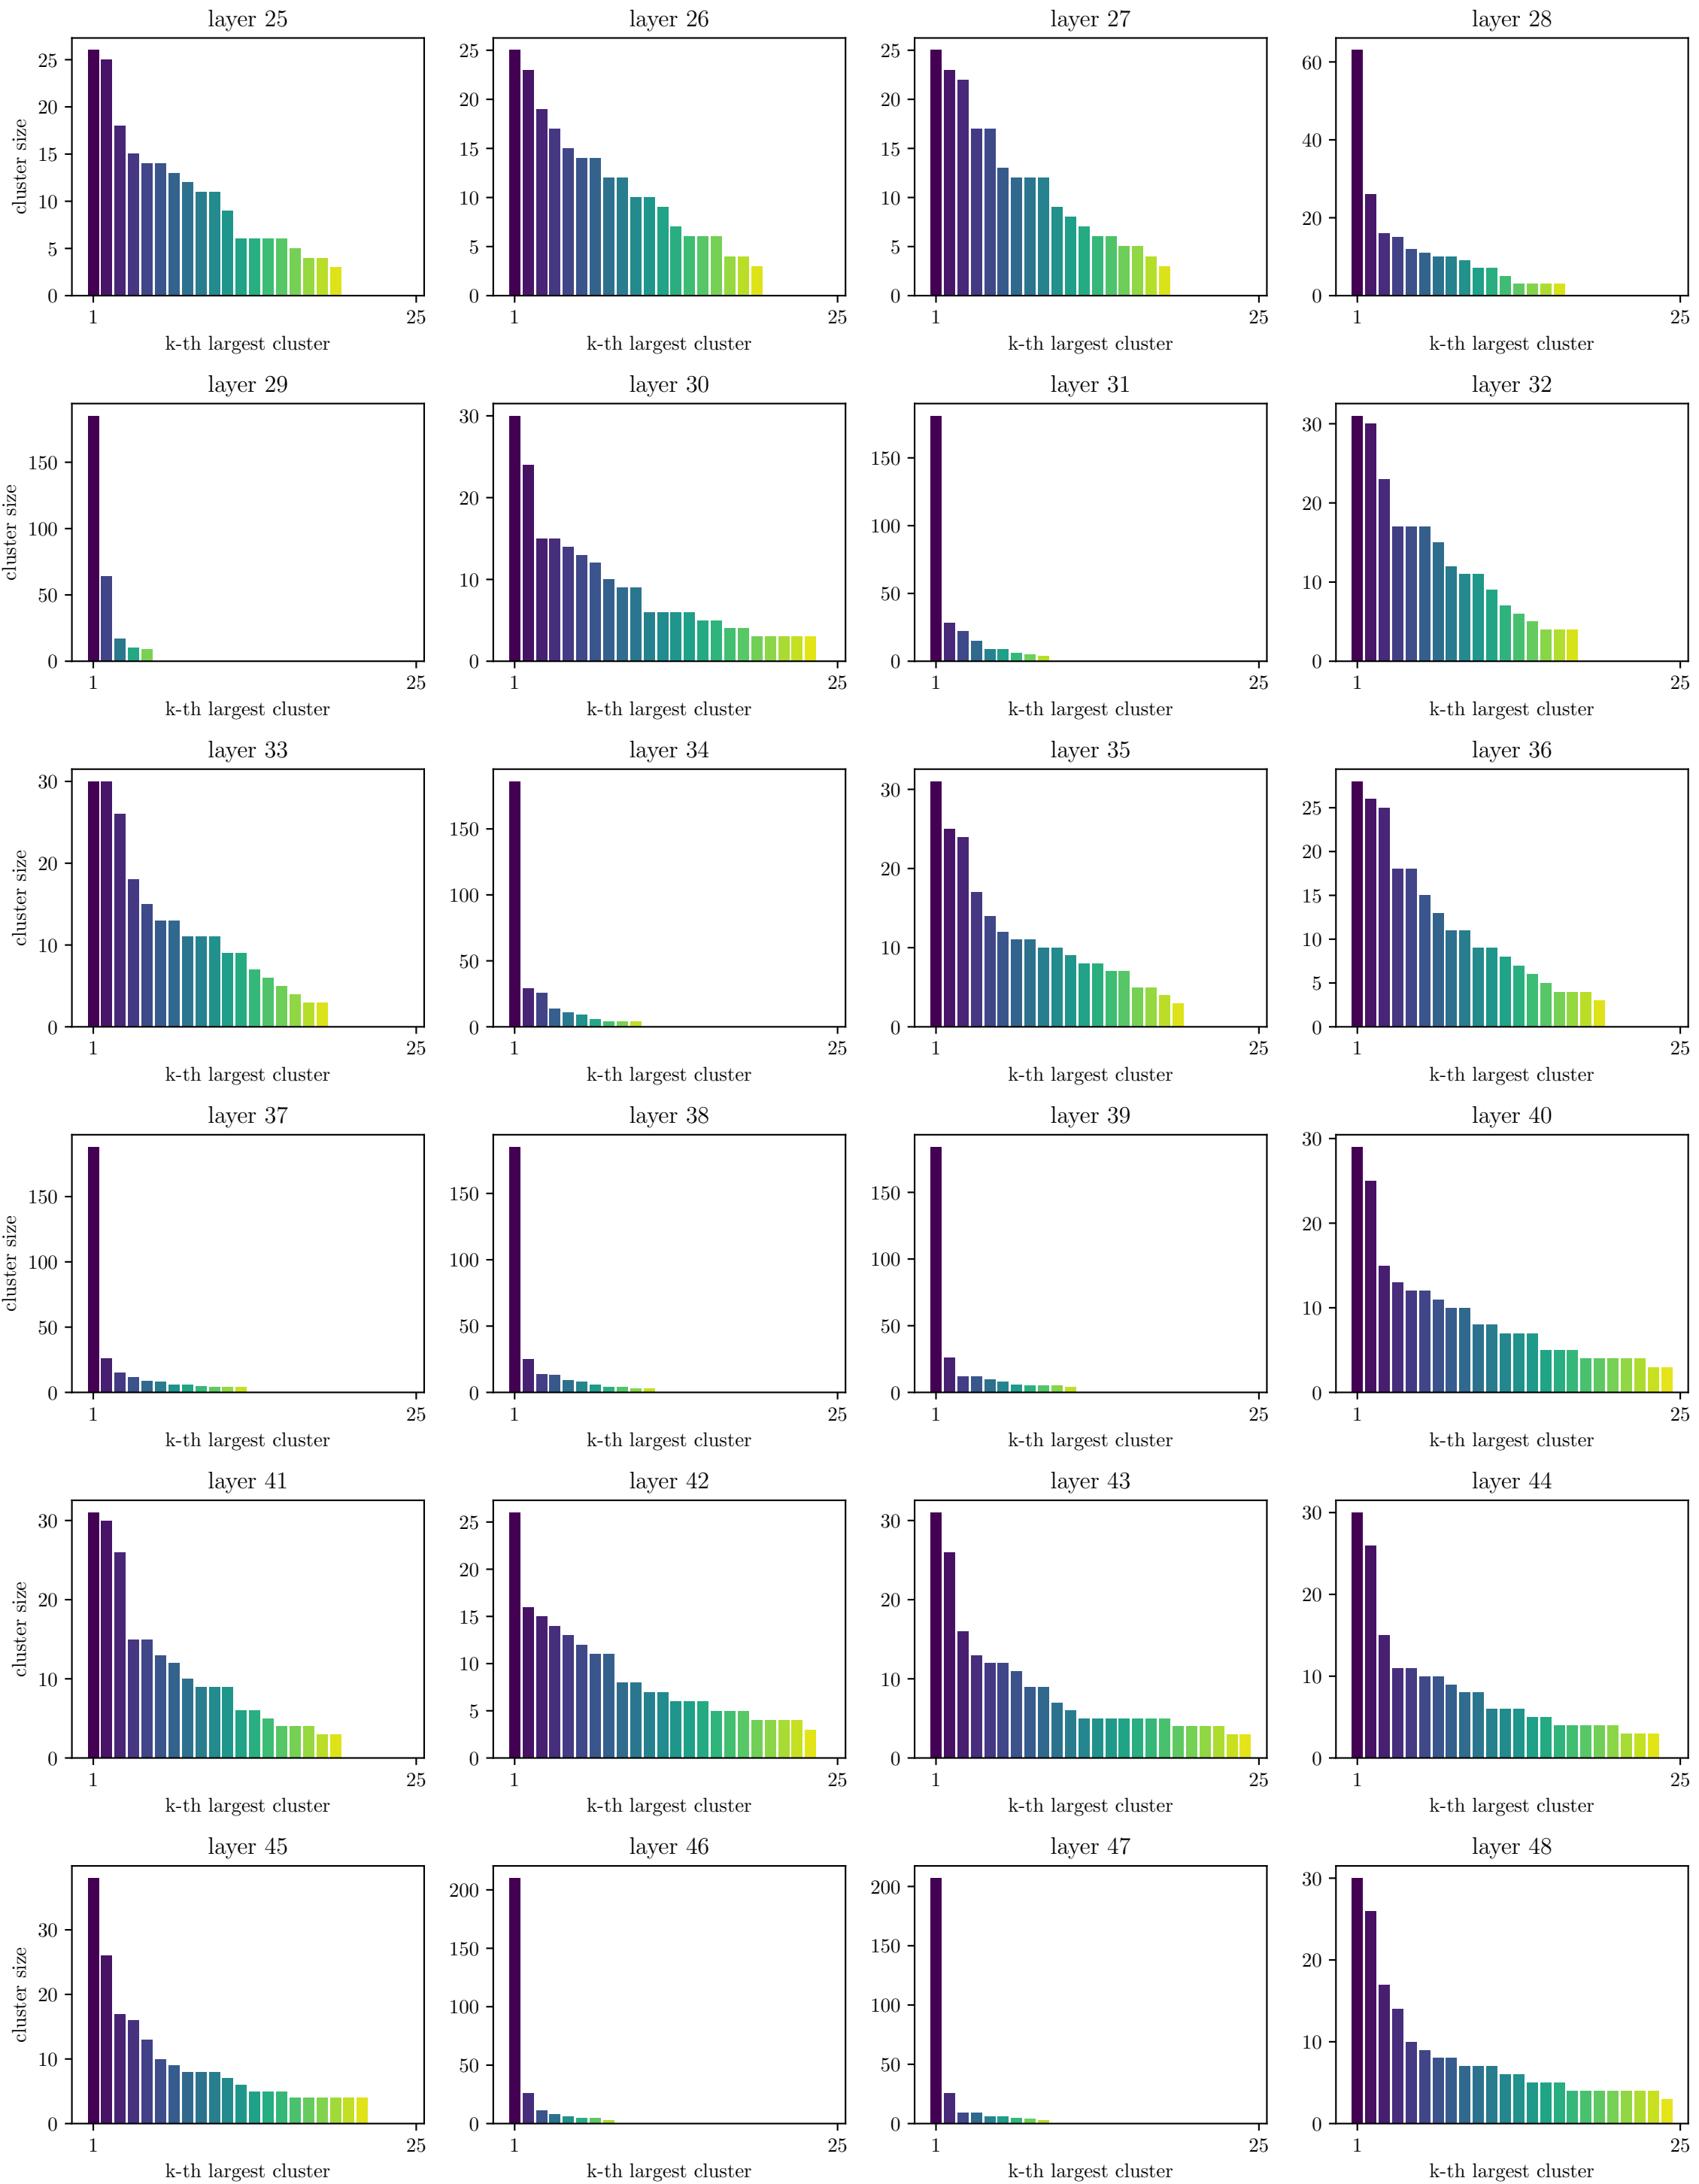 layer 25
25
20
15
10
5
0
cluster size
1
25
k-th largest cluster
layer 26
25
20
15
10
5
0
1
25
k-th largest cluster
layer 27
25
20
15
10
5
0
1
25
k-th largest cluster
layer 28
60
40
20
0
1
25
k-th largest cluster
layer 29
150
100
50
0
cluster size
1
25
k-th largest cluster
layer 30
30
20
10
0
1
25
k-th largest cluster
layer 31
150
100
50
0
1
25
k-th largest cluster
layer 32
30
20
10
0
1
25
k-th largest cluster
layer 33
30
20
10
0
cluster size
1
25
k-th largest cluster
layer 34
150
100
50
0
1
25
k-th largest cluster
layer 35
30
20
10
0
1
25
k-th largest cluster
layer 36
25
20
15
10
5
0
1
25
k-th largest cluster
layer 37
150
100
50
0
cluster size
1
25
k-th largest cluster
layer 38
150
100
50
0
1
25
k-th largest cluster
layer 39
150
100
50
0
1
25
k-th largest cluster
layer 40
30
20
10
0
1
25
k-th largest cluster
layer 41
30
20
10
0
cluster size
1
25
k-th largest cluster
layer 42
25
20
15
10
5
0
1
25
k-th largest cluster
layer 43
30
20
10
0
1
25
k-th largest cluster
layer 44
30
20
10
0
1
25
k-th largest cluster
layer 45
30
20
10
0
cluster size
1
25
k-th largest cluster
layer 46
200
150
100
50
0
1
25
k-th largest cluster
layer 47
200
150
100
50
0
1
25
k-th largest cluster
layer 48
30
20
10
0
1
25
k-th largest cluster